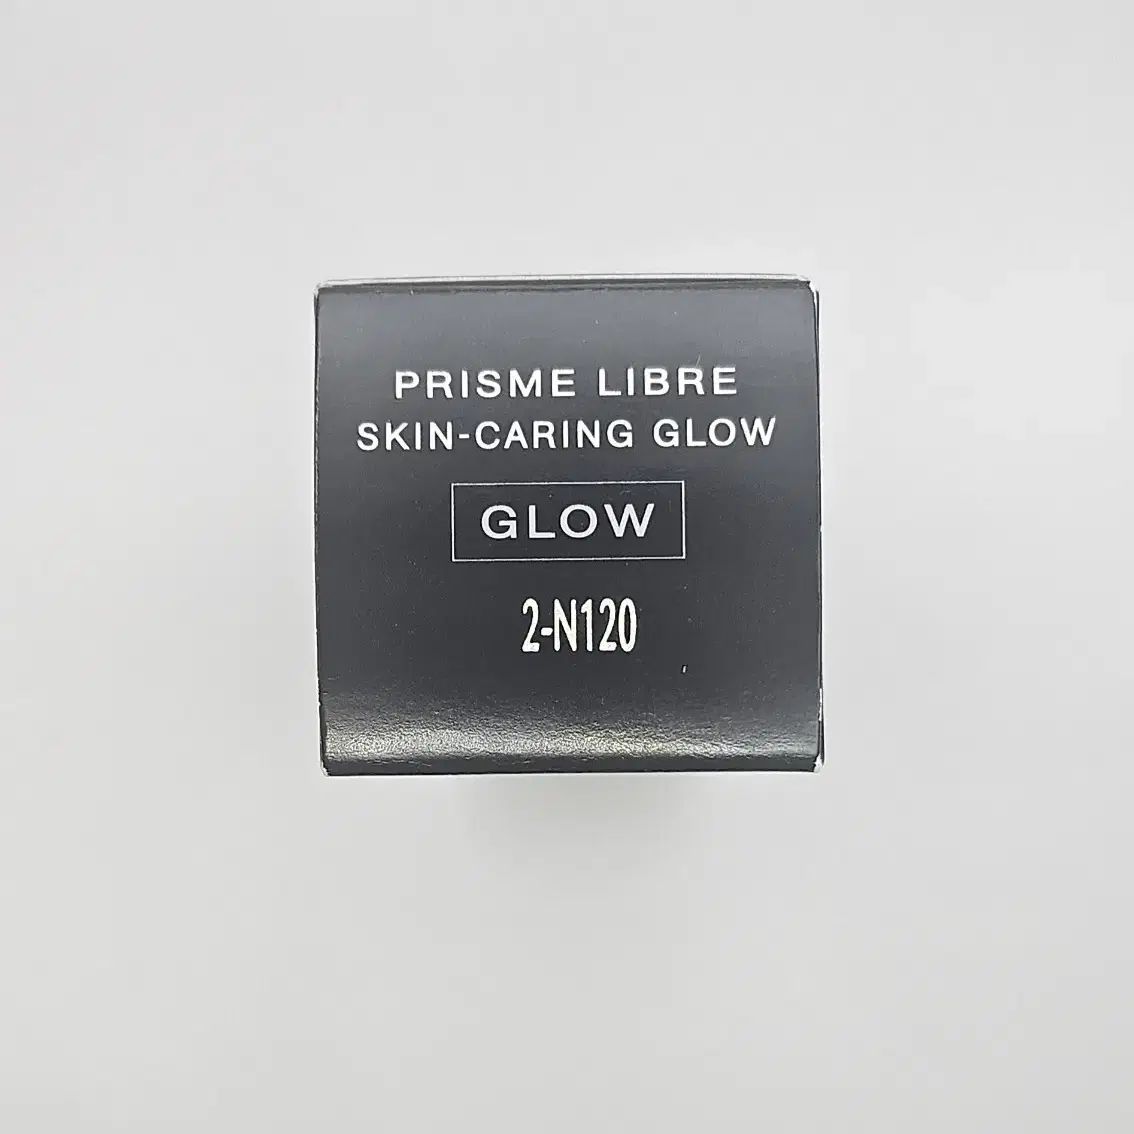 PRISME LIBRE
SKIN-CARING GLOW
GLOW
2-N120